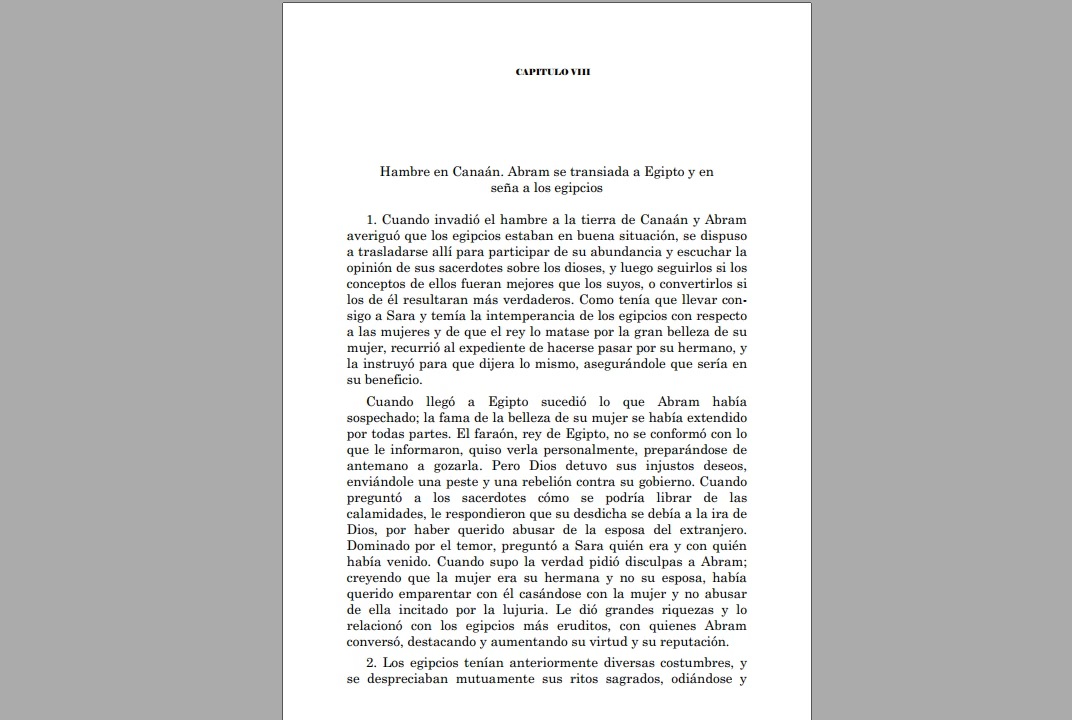 CAPITULO VIII
Hambre en Canaán. Abram se transiada a Egipto y en
seña a los egipcios
1. Cuando invadió el hambre a la tierra de Canaán y Abram
averiguó que los egipcios estaban en buena situación, se dispuso
a trasladarse allí para participar de su abundancia y escuchar la
opinión de sus sacerdotes sobre los dioses, y luego seguirlos si los
conceptos de ellos fueran mejores que los suyos, o convertirlos si
los de él resultaran más verdaderos. Como tenía que llevar con-
sigo a Sara y temía la intemperancia de los egipcios con respecto
a las mujeres y de que el rey lo matase por la gran belleza de su
mujer, recurrió al expediente de hacerse pasar por su hermano, y
la instruyó para que dijera lo mismo, asegurándole que sería en
su beneficio.
Cuando llegó a Egipto sucedió lo que Abram había
sospechado; la fama de la belleza de su mujer se había extendido
por todas partes. El faraón, rey de Egipto, no se conformó con lo
que le informaron, quiso verla personalmente, preparándose de
antemano a gozarla. Pero Dios detuvo sus injustos deseos,
enviándole una peste y una rebelión contra su gobierno. Cuando
preguntó a los sacerdotes cómo se podría librar de las
calamidades, le respondieron que su desdicha se debía a la ira de
Dios, por haber querido abusar de la esposa del extranjero.
Dominado por el temor, preguntó a Sara quién era y con quién
había venido. Cuando supo la verdad pidió disculpas a Abram;
creyendo que la mujer era su hermana y no su esposa, había
querido emparentar con él casándose con la mujer y no abusar
de ella incitado por la lujuria. Le dió grandes riquezas y lo
relacionó con los egipcios más eruditos, con quienes Abram
conversó, destacando y aumentando su virtud y su reputación.
2. Los egipcios tenían anteriormente diversas costumbres, y
se despreciaban mutuamente sus ritos sagrados, odiándose y